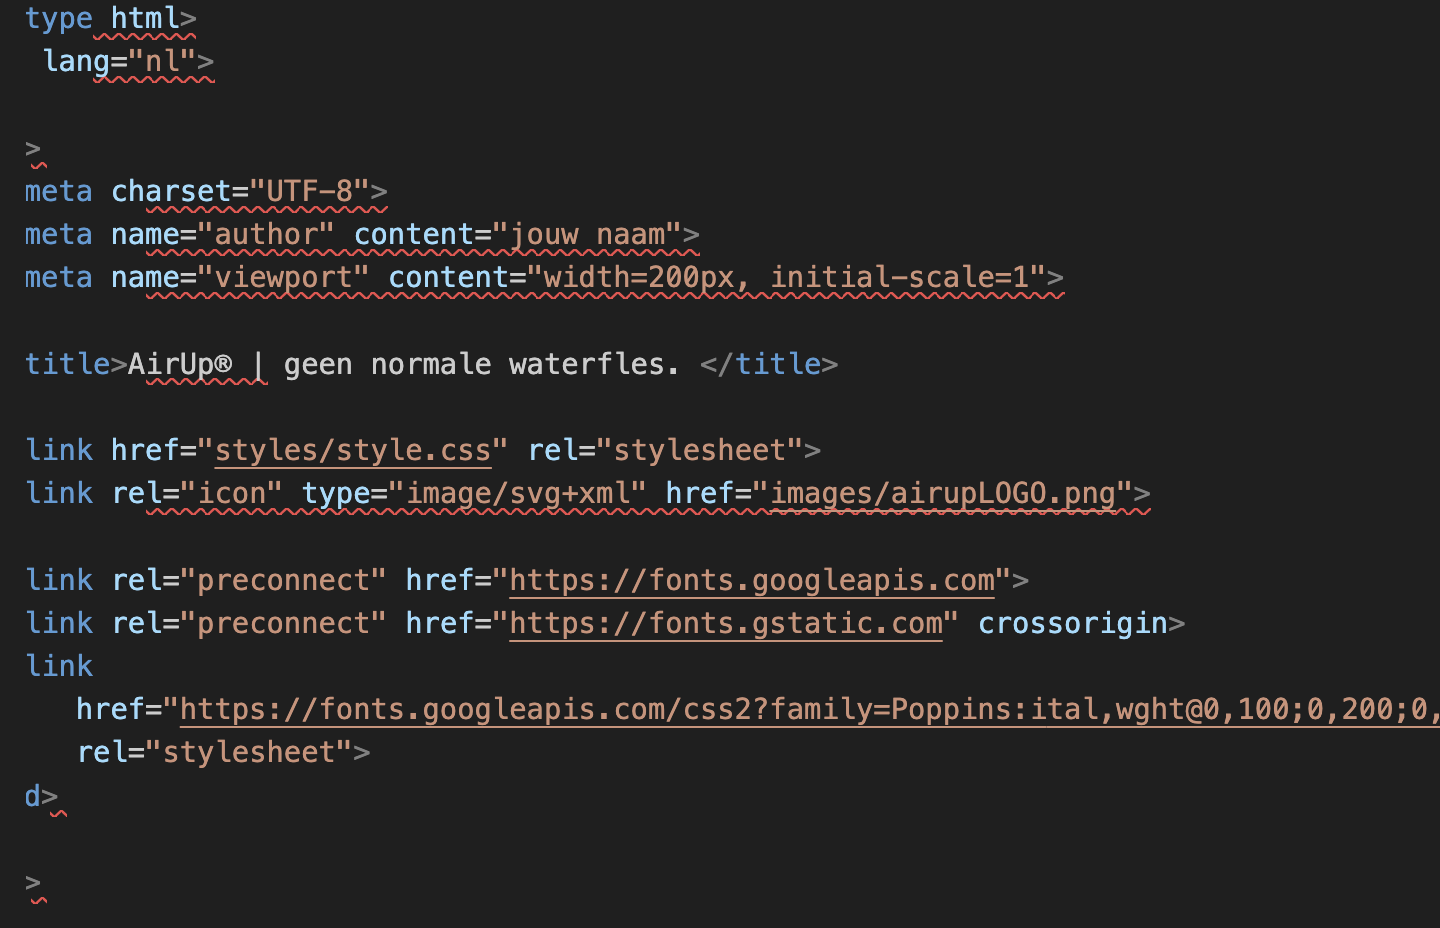 type html>
lang="nl">
>
meta charset="UTF-8">
meta name="author" content="jouw naam">
meta name="viewport" content="width=200px, initial-scale=1">
title>AirUp® | geen normale waterfles. </title>
link href="styles/style.css" rel="stylesheet">
link rel="icon" type="image/svg+xml" href="images/airupLOGO.png">
link rel="preconnect" href="https://fonts.googleapis.com">
link rel="preconnect" href="https://fonts.gstatic.com" crossorigin>
link
href="https://fonts.googleapis.com/css2?family=Poppins:ital,wght@0,100;0,200;0,
rel="stylesheet">
d>
>